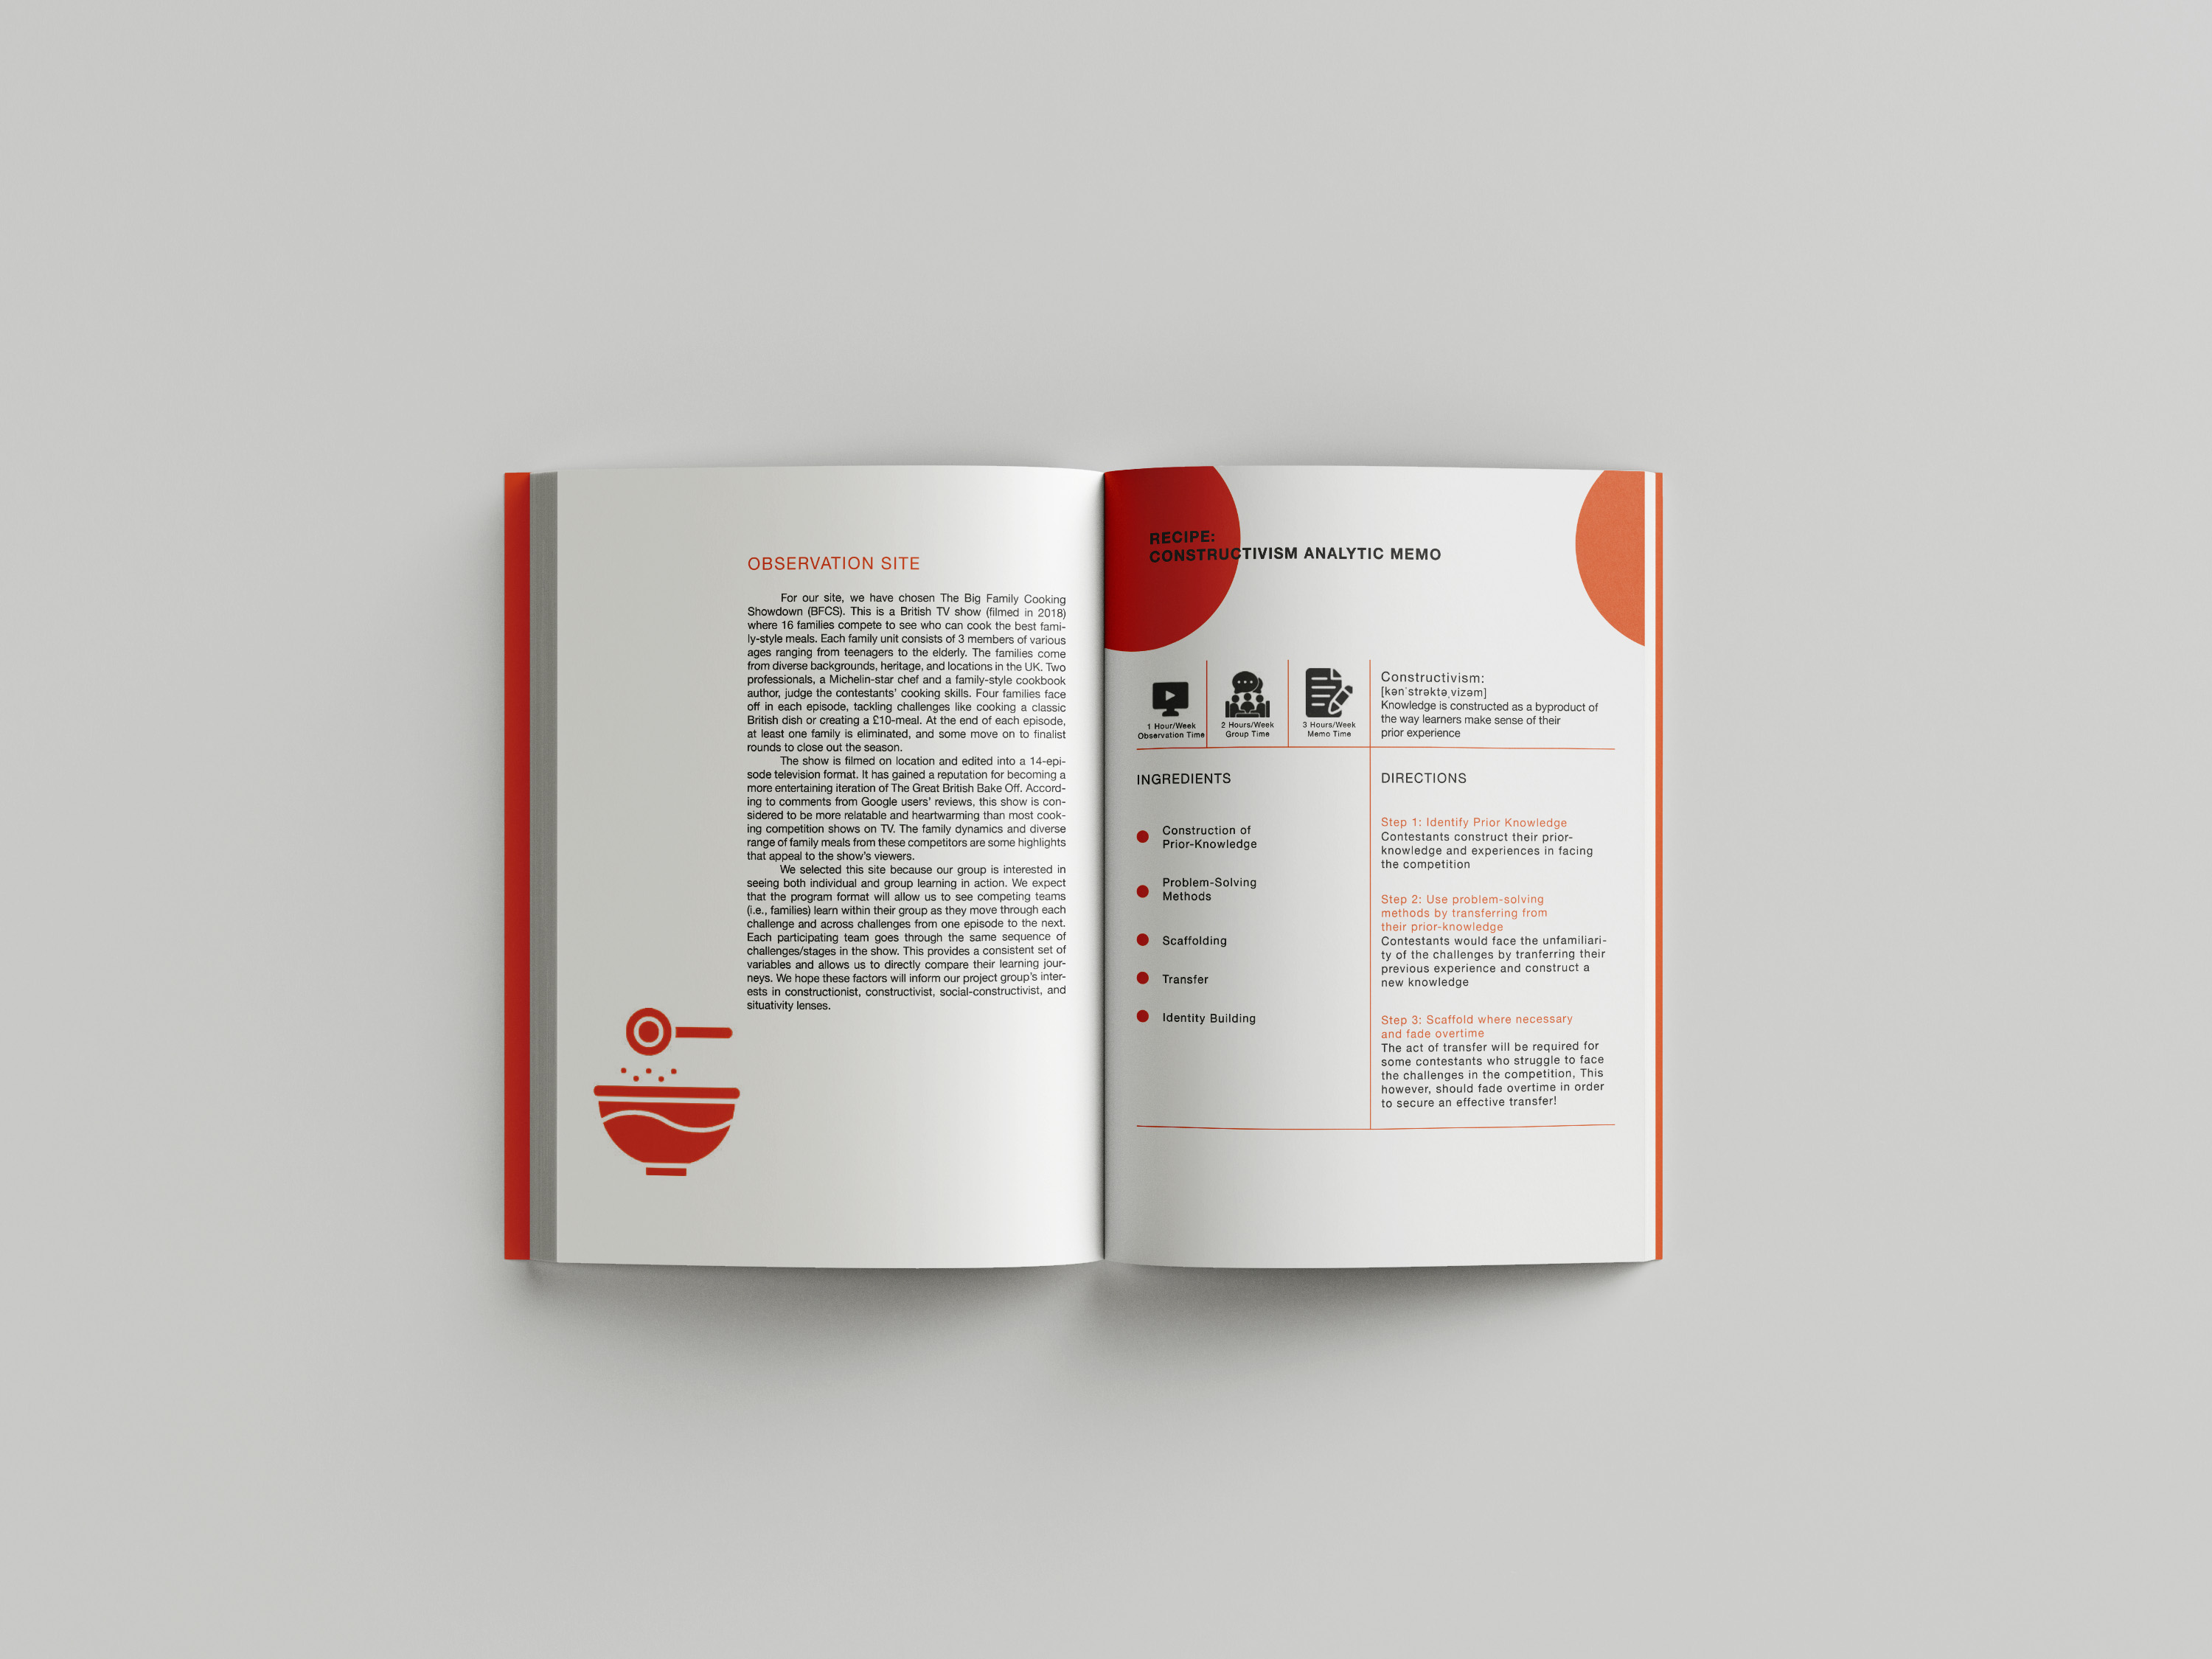 OBSERVATION SITE
For our site, we have chosen The Big Family Cooking
Showdown (BFCS). This is a British TV show (filmed in 2018)
where 16 families compete to see who can cook the best fami-
ly-style meals. Each family unit consists of 3 members of various
ages ranging from teenagers to the elderly. The families come
from diverse backgrounds, heritage, and locations in the UK. Two
professionals, a Michelin-star chef and a family-style cookbook
author, judge the contestants' cooking skills. Four families face
off in each episode, tackling challenges like cooking a classic
British dish or creating a £10-meal. At the end of each episode,
at least one family is eliminated, and some move on to finalist
rounds to close out the season.
The show is filmed on location and edited into a 14-epi-
sode television format. It has gained a reputation for becoming a
more entertaining iteration of The Great British Bake Off. Accord-
ing to comments from Google users' reviews, this show is con-
sidered to be more relatable and heartwarming than most cook-
ing competition shows on TV. The family dynamics and diverse
range of family meals from these competitors are some highlights
that appeal to the show's viewers.
We selected this site because our group is interested in
seeing both individual and group learning in action. We expect
that the program format will allow us to see competing teams
(i.e., families) learn within their group as they move through each
challenge and across challenges from one episode to the next.
Each participating team goes through the same sequence of
challenges/stages in the show. This provides a consistent set of
variables and allows us to directly compare their learning jour-
neys. We hope these factors will inform our project group's inter-
ests in constructionist, constructivist, social-constructivist, and
situativity lenses.
RECIPE:
CONSTRUCTIVISM ANALYTIC MEMO
1 Hour/Week
Observation Time
2 Hours/Week
Group Time
3 Hours/Week
Memo Time
Constructivism:
[kənˈstrəktəˌvizəm]
Knowledge is constructed as a byproduct of
the way learners make sense of their
prior experience
INGREDIENTS
Construction of
Prior-Knowledge
Problem-Solving
Methods
Scaffolding
Transfer
Identity Building
DIRECTIONS
Step 1: Identify Prior Knowledge
Contestants construct their prior-
knowledge and experiences in facing
the competition
Step 2: Use problem-solving
methods by transferring from
their prior-knowledge
Contestants would face the unfamiliari-
ty of the challenges by tranferring their
previous experience and construct a
new knowledge
Step 3: Scaffold where necessary
and fade overtime
The act of transfer will be required for
some contestants who struggle to face
the challenges in the competition, This
however, should fade overtime in order
to secure an effective transfer!